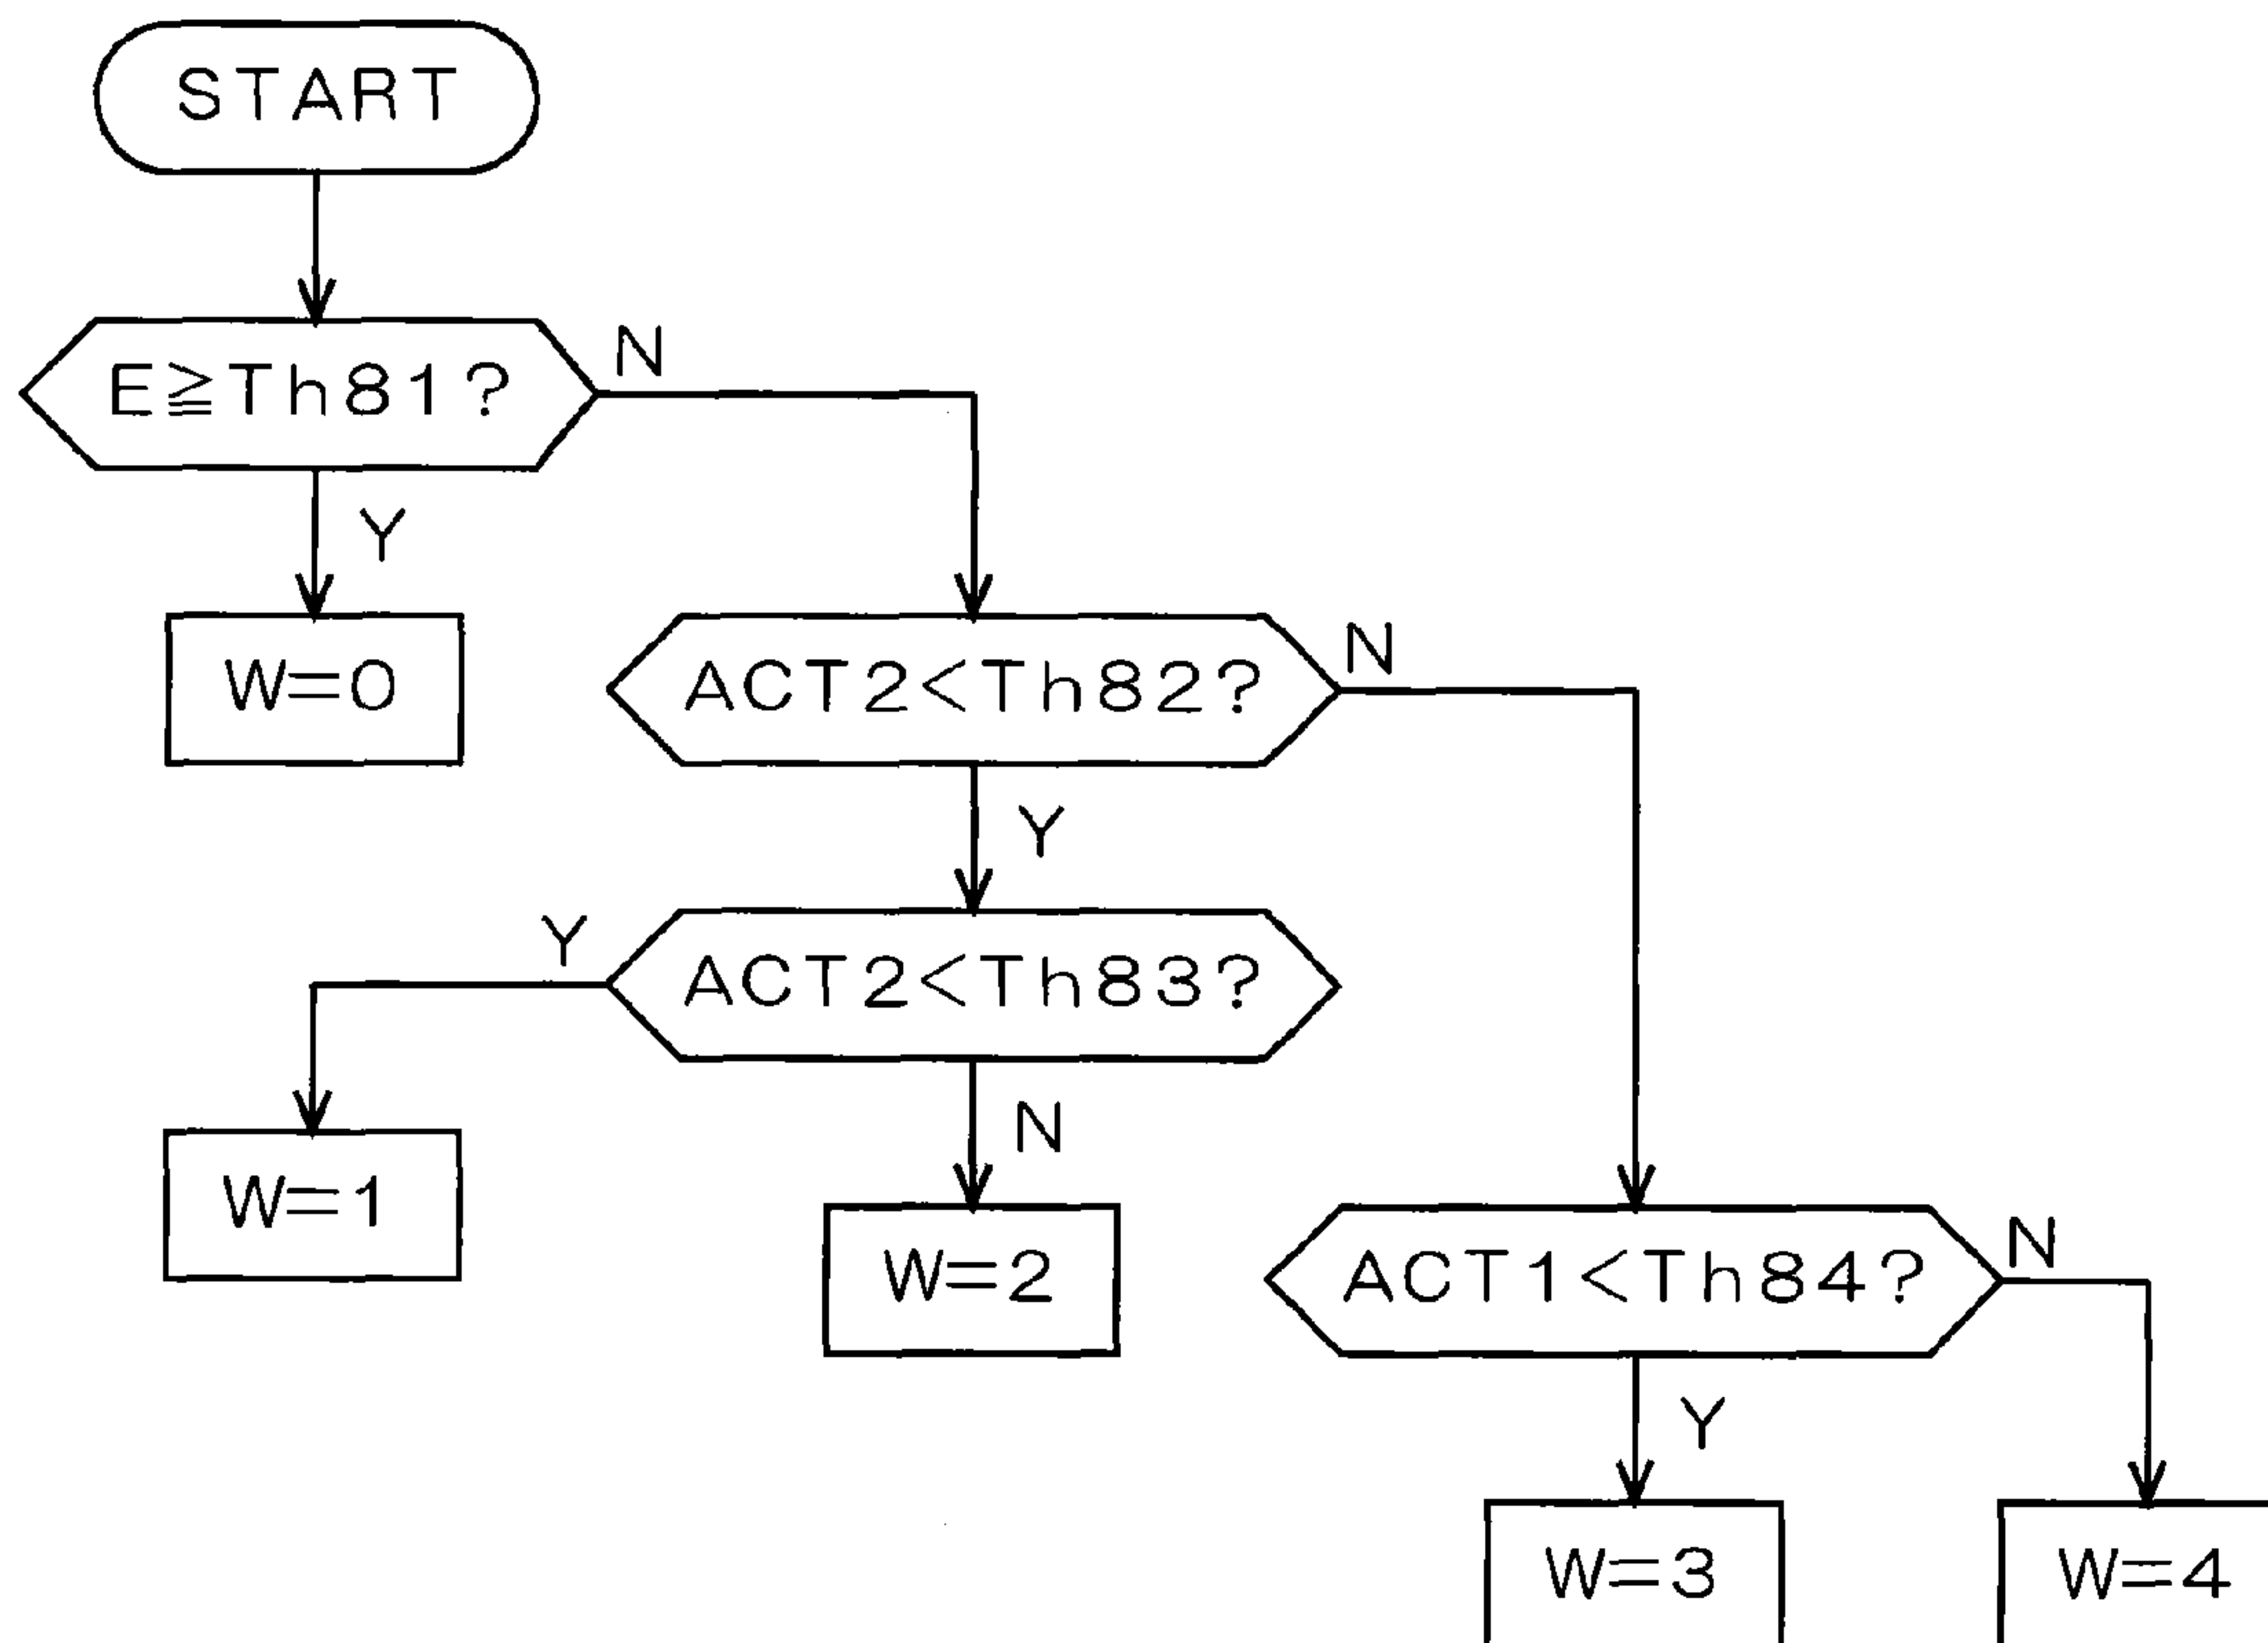 START
E≧Th81?
N
Y
W=0
ACT2<Th82?
N
Y
ACT2<Th83?
Y
N
W=1
W=2
ACT1<Th84?
N
Y
W=3
W=4